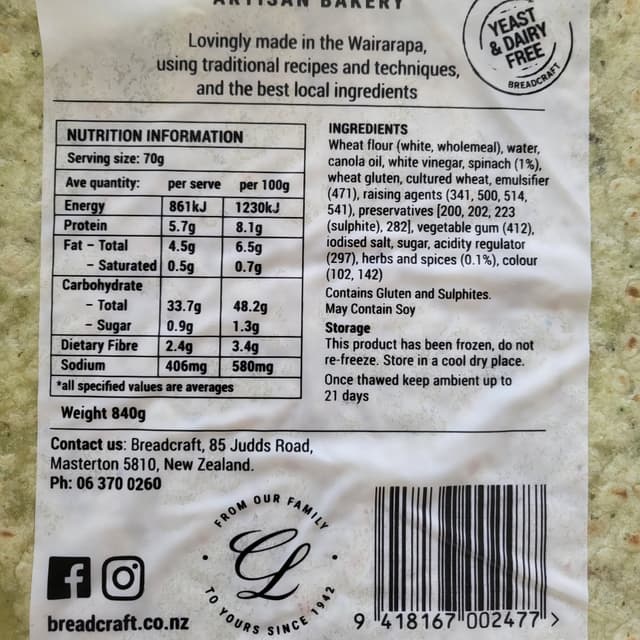 ARTISAN BAKERY
Lovingly made in the Wairarapa,
using traditional recipes and techniques,
and the best local ingredients
YEAST
& DAIRY
FREE
BREADCRAFT
NUTRITION INFORMATION
Serving size: 70g
Ave quantity: per serve per 100g
Energy 861kJ 1230kJ
Protein 5.7g 8.1g
Fat – Total 4.5g 6.5g
– Saturated 0.5g 0.7g
Carbohydrate
– Total 33.7g 48.2g
– Sugar 0.9g 1.3g
Dietary Fibre 2.4g 3.4g
Sodium 406mg 580mg
*all specified values are averages
Weight 840g
INGREDIENTS
Wheat flour (white, wholemeal), water,
canola oil, white vinegar, spinach (1%),
wheat gluten, cultured wheat, emulsifier
(471), raising agents (341, 500, 514,
541), preservatives [200, 202, 223
(sulphite), 282], vegetable gum (412),
iodised salt, sugar, acidity regulator
(297), herbs and spices (0.1%), colour
(102, 142)
Contains Gluten and Sulphites.
May Contain Soy
Storage
This product has been frozen, do not
re-freeze. Store in a cool dry place.
Once thawed keep ambient up to
21 days
Contact us: Breadcraft, 85 Judds Road,
Masterton 5810, New Zealand.
Ph: 06 370 0260
breadcraft.co.nz
FROM OUR FAMILY
CL
TO YOURS SINCE 1942
9 418167 002477 >